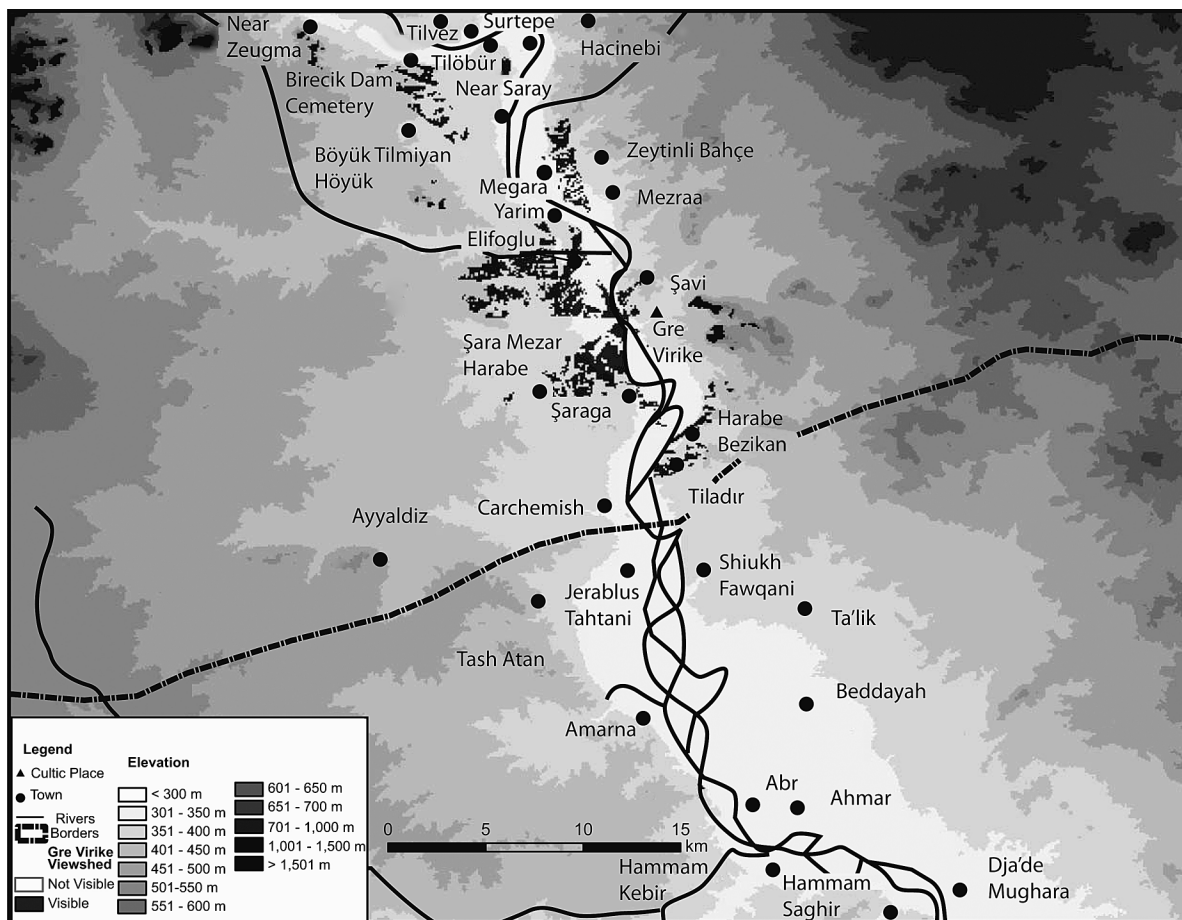 Near
Zeugma
Tilvez
Surtepe
Tilöbür
Hacinebi
Birecik Dam
Cemetery
Near Saray
Böyük Tilmiyan
Höyük
Zeytinli Bahçe
Megara
Yarim
Mezraa
Elifoglu
Şavi
Gre
Virike
Şara Mezar
Harabe
Şaraga
Harabe
Bezikan
Tiladır
Carchemish
Ayyaldiz
Shiukh
Fawqani
Jerablus
Tahtani
Ta'lik
Tash Atan
Beddayah
Amarna
Abr
Ahmar
Hammam
Kebir
Hammam
Saghir
Dja'de
Mughara
0 5 10 15
km
Legend
Cultic Place
Town
Rivers
Borders
Gre Virike
Viewshed
Not Visible
Visible
Elevation
< 300 m
301 - 350 m
351 - 400 m
401 - 450 m
451 - 500 m
501-550 m
551 - 600 m
601 - 650 m
651 - 700 m
701 - 1,000 m
1,001 - 1,500 m
> 1,501 m